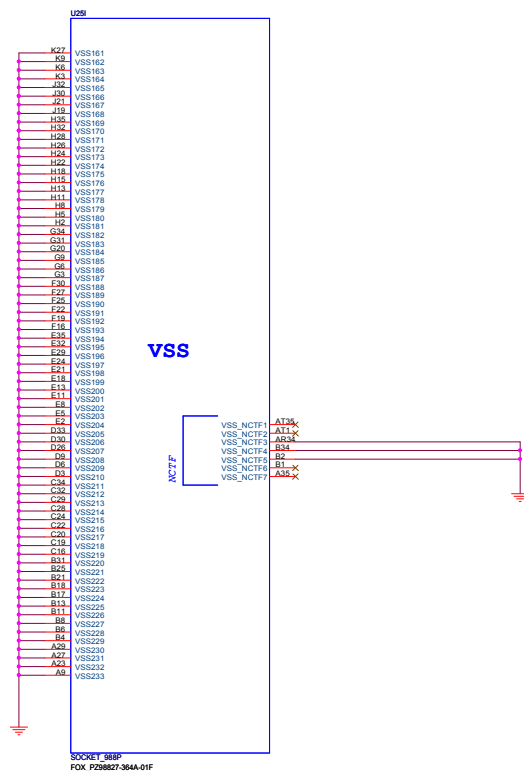 U25I
K27 VSS161
K9 VSS162
K6 VSS163
K3 VSS164
J32 VSS165
J30 VSS166
J21 VSS167
J19 VSS168
H35 VSS169
H32 VSS170
H28 VSS171
H26 VSS172
H24 VSS173
H22 VSS174
H18 VSS175
H15 VSS176
H13 VSS177
H11 VSS178
H8 VSS179
H5 VSS180
H2 VSS181
G34 VSS182
G31 VSS183
G20 VSS184
G9 VSS185
G6 VSS186
G3 VSS187
F30 VSS188
F27 VSS189
F25 VSS190
F22 VSS191
F19 VSS192
F16 VSS193
E35 VSS194
E32 VSS195
E29 VSS196
E24 VSS197
E21 VSS198
E18 VSS199
E13 VSS200
E11 VSS201
E8 VSS202
E5 VSS203
E2 VSS204
D33 VSS205
D30 VSS206
D26 VSS207
D9 VSS208
D6 VSS209
D3 VSS210
C34 VSS211
C32 VSS212
C29 VSS213
C28 VSS214
C24 VSS215
C22 VSS216
C20 VSS217
C19 VSS218
C16 VSS219
B31 VSS220
B25 VSS221
B21 VSS222
B18 VSS223
B17 VSS224
B13 VSS225
B11 VSS226
B8 VSS227
B6 VSS228
B4 VSS229
A29 VSS230
A27 VSS231
A23 VSS232
A9 VSS233
VSS
NCTF
VSS_NCTF1 AT35
VSS_NCTF2 AT1
VSS_NCTF3 AR34
VSS_NCTF4 B34
VSS_NCTF5 B2
VSS_NCTF6 B1
VSS_NCTF7 A35
SOCKET_988P
FOX_PZ98827-364A-01F